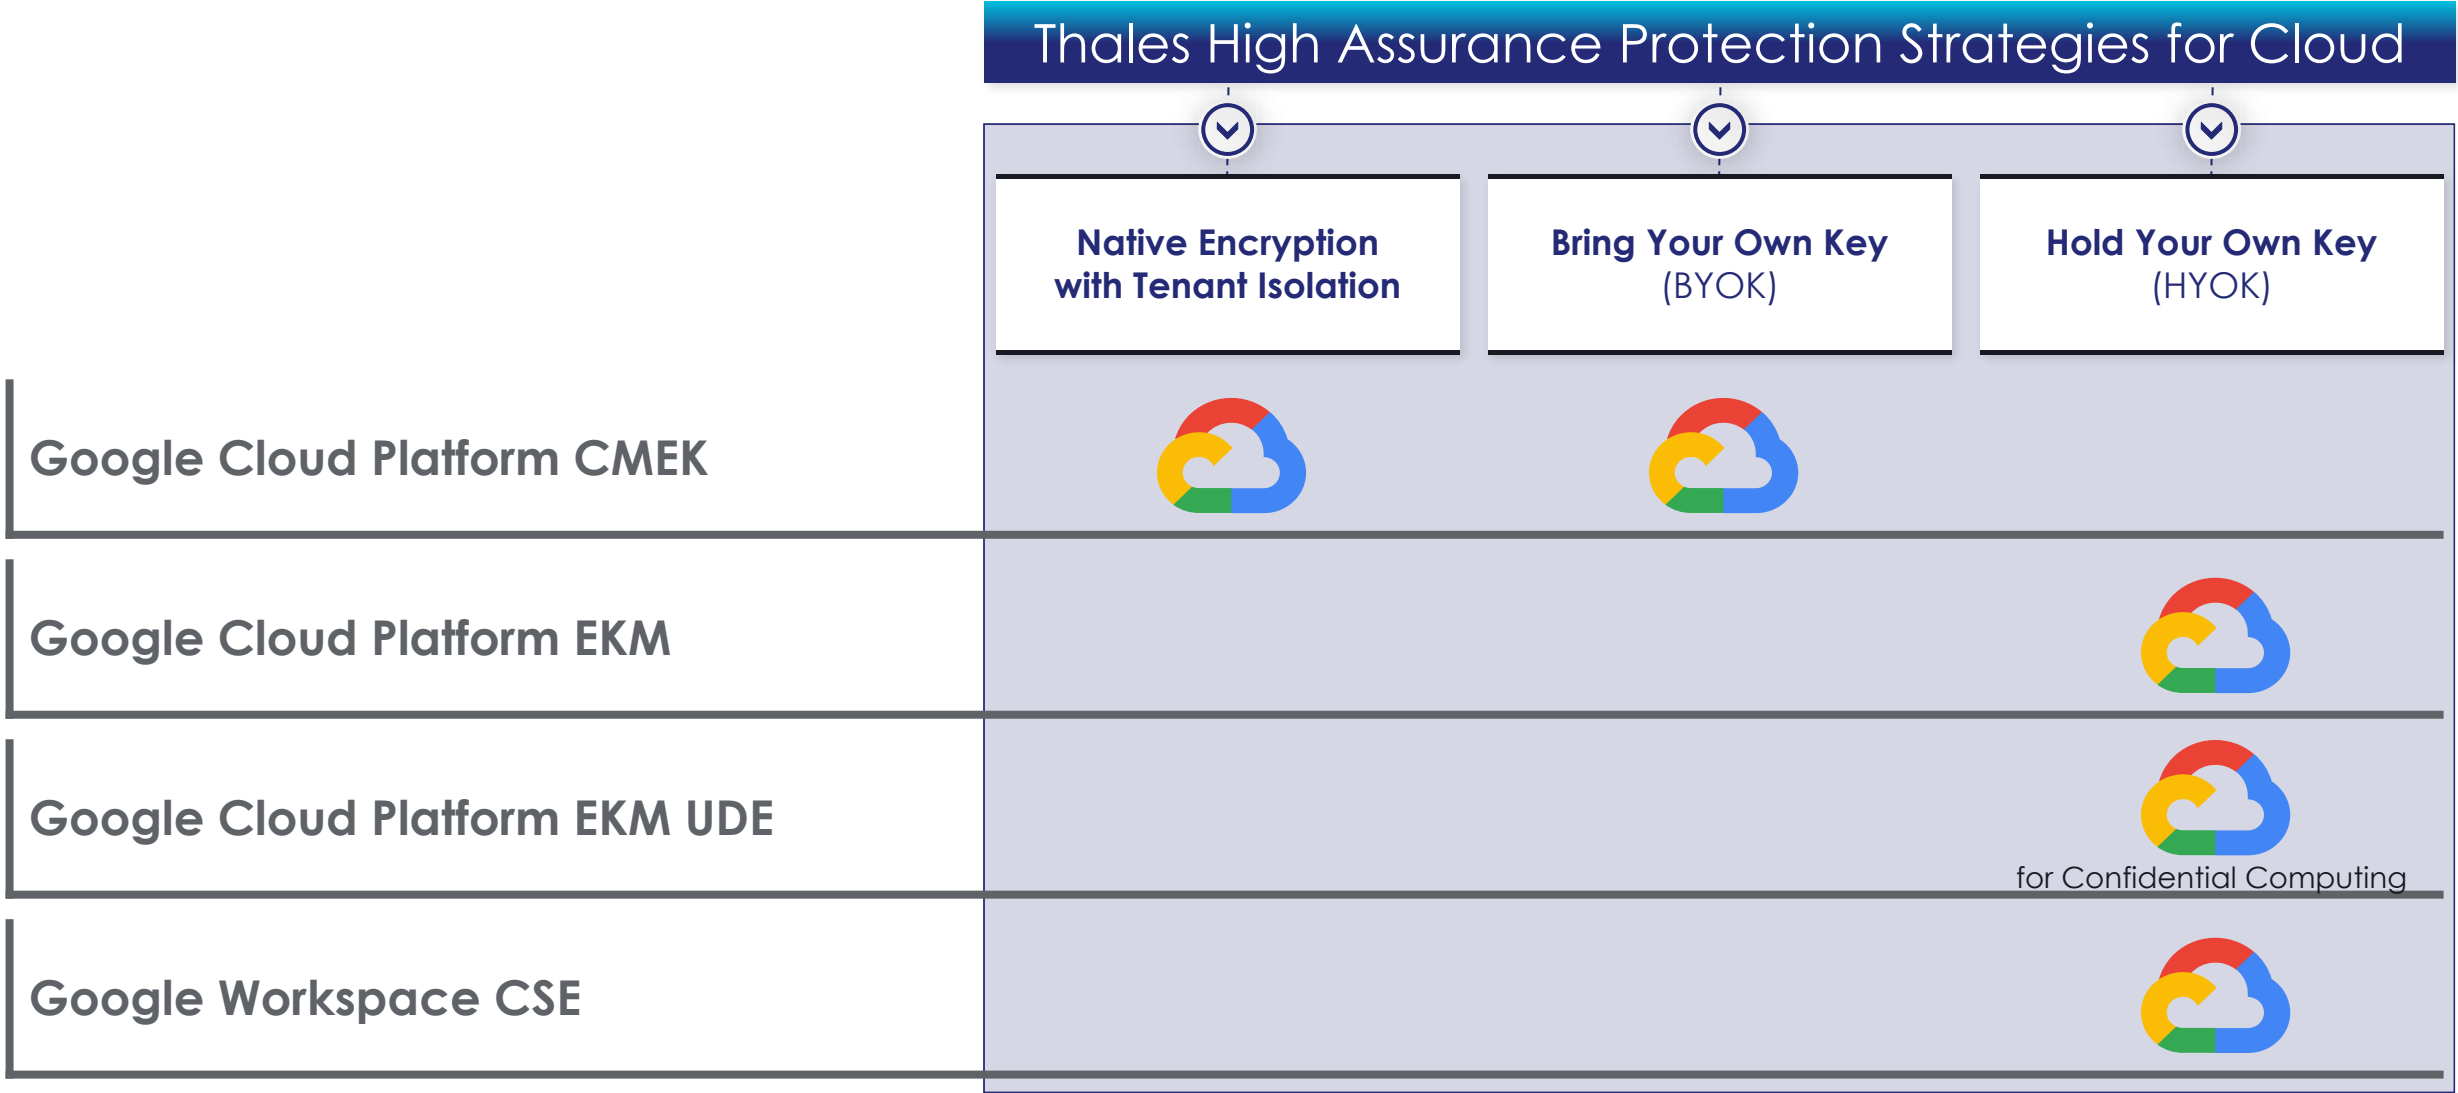 Thales High Assurance Protection Strategies for Cloud
Native Encryption
with Tenant Isolation
Bring Your Own Key
(BYOK)
Hold Your Own Key
(HYOK)
Google Cloud Platform CMEK
Google Cloud Platform EKM
Google Cloud Platform EKM UDE
for Confidential Computing
Google Workspace CSE